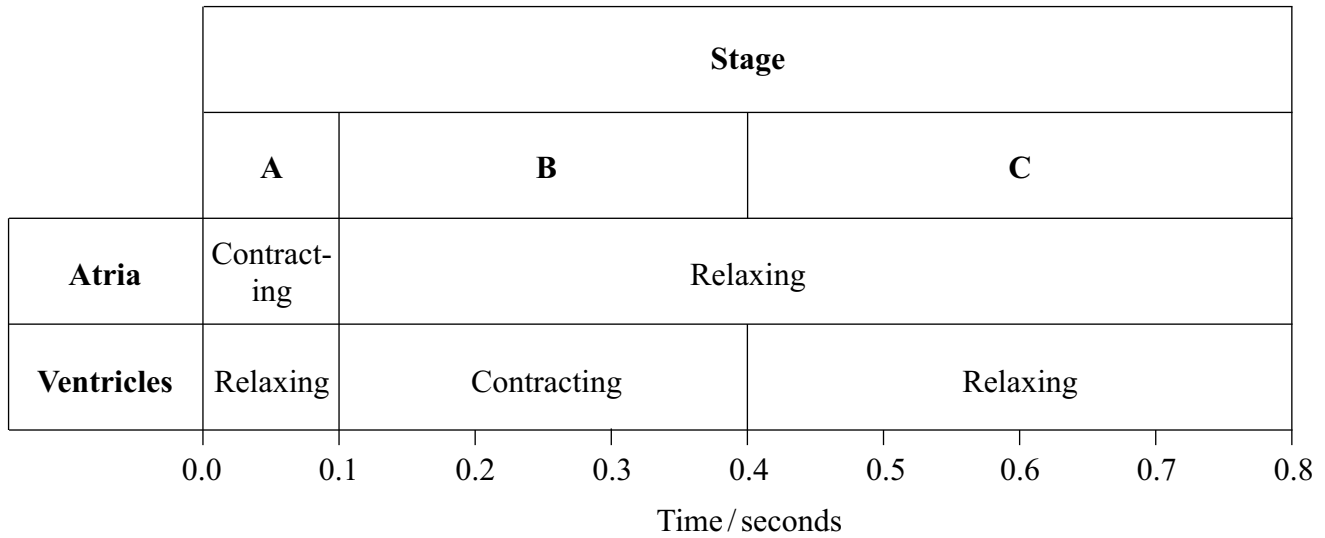 Stage
A B C
Atria Contract-
ing Relaxing
Ventricles Relaxing Contracting Relaxing
0.0 0.1 0.2 0.3 0.4 0.5 0.6 0.7 0.8
Time / seconds